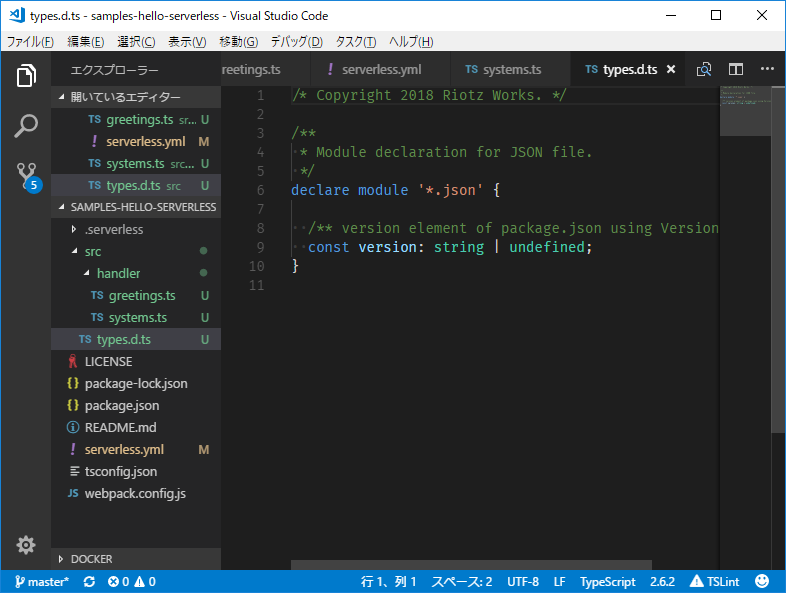 types.d.ts - samples-hello-serverless - Visual Studio Code
ファイル(F) 編集(E) 選択(C) 表示(V) 移動(G) デバッグ(D) タスク(T) ヘルプ(H)
エクスプローラー
reetings.ts ! serverless.yml TS systems.ts TS types.d.ts
開いているエディター
TS greetings.ts sr... U
! serverless.yml M
TS systems.ts src... U
TS types.d.ts src U
5
SAMPLES-HELLO-SERVERLESS
.serverless
src
handler
TS greetings.ts U
TS systems.ts U
TS types.d.ts U
LICENSE
{} package-lock.json
{} package.json
README.md
! serverless.yml M
tsconfig.json
JS webpack.config.js
DOCKER
1 /* Copyright 2018 Riotz Works. */
2
3 /**
4 * Module declaration for JSON file.
5 */
6 declare module '*.json' {
7
8 /** version element of package.json using Version
9 const version: string | undefined;
10 }
11
master* 0 0 行 1、列 1 スペース: 2 UTF-8 LF TypeScript 2.6.2 TSLint